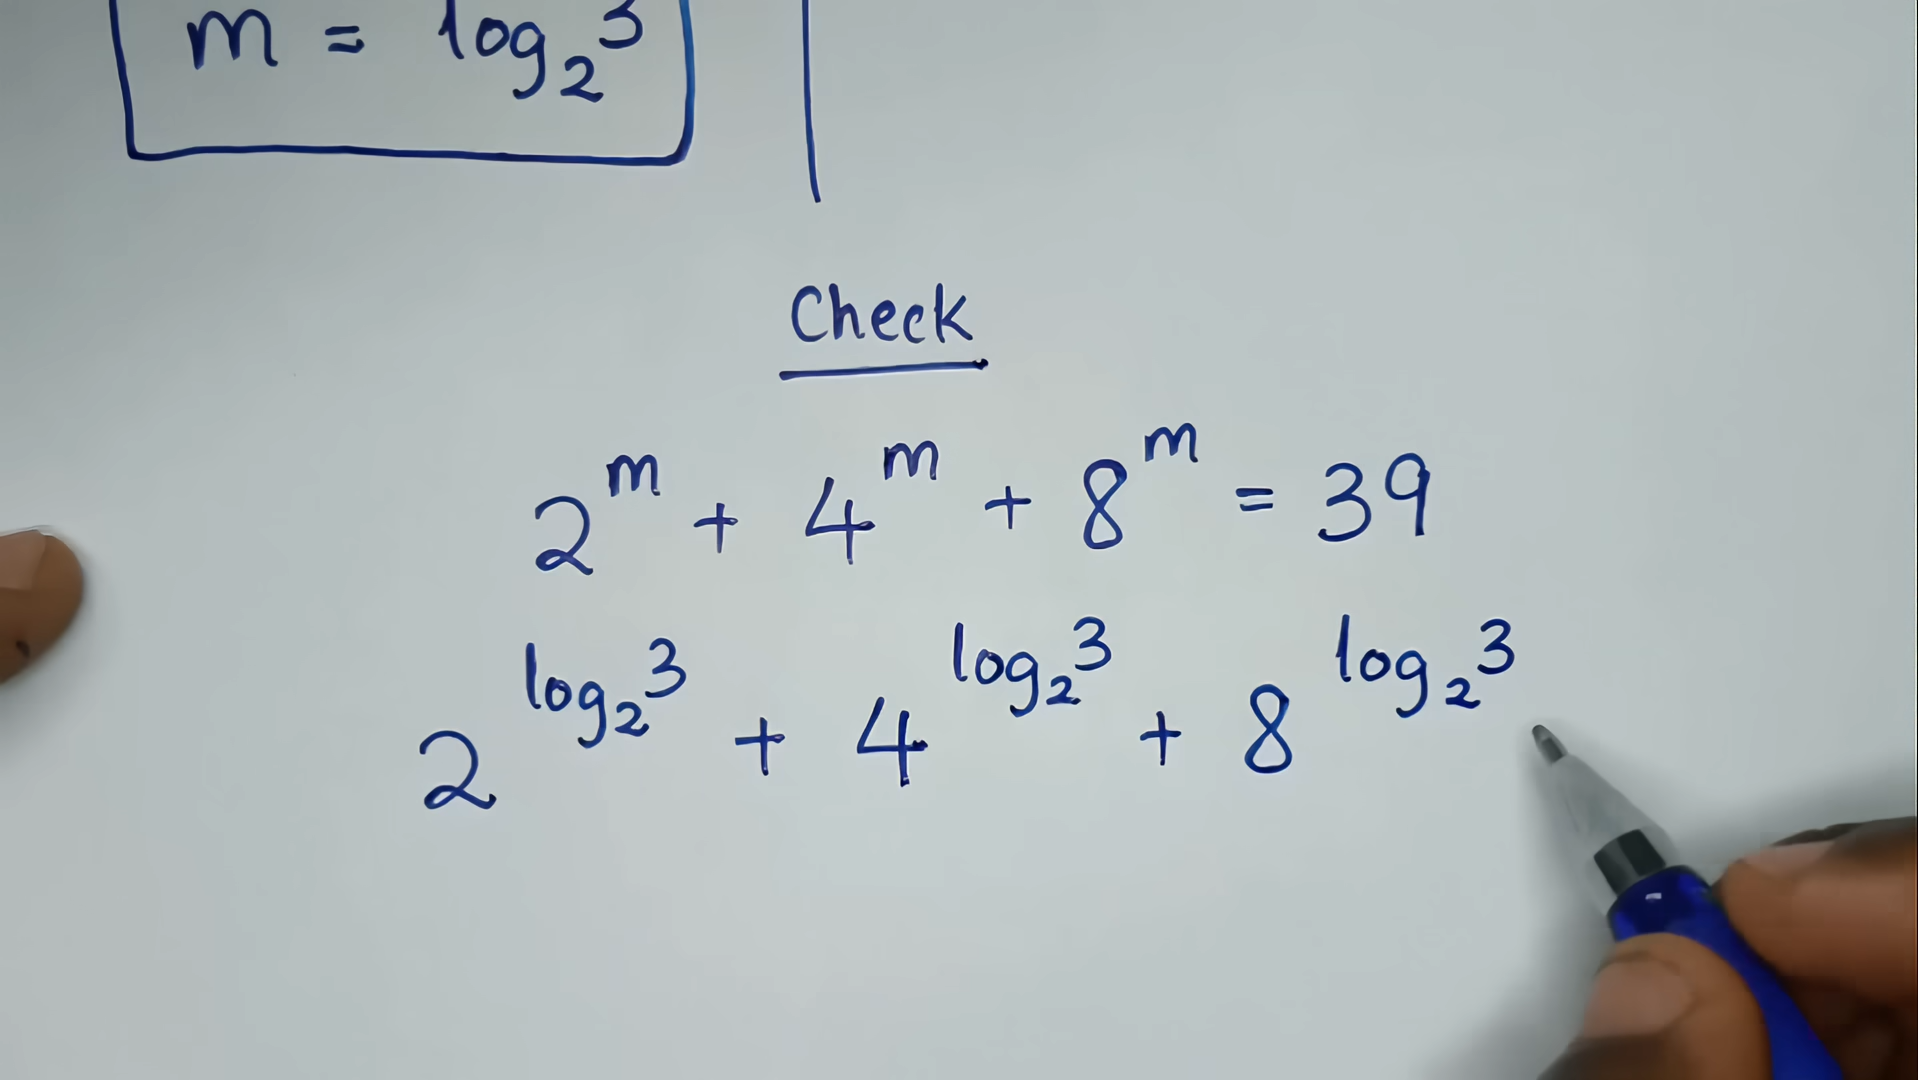 m = log₂3
Check
2^m + 4^m + 8^m = 39
2^(log₂3) + 4^(log₂3) + 8^(log₂3)